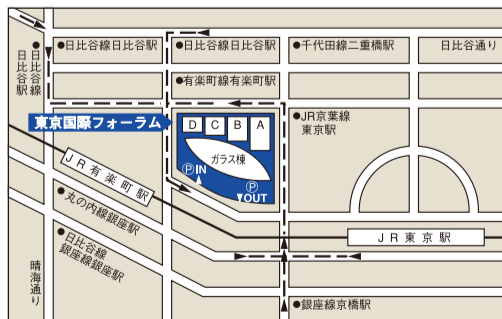 ●日比谷線日比谷駅
●日比谷線日比谷駅
●千代田線二重橋駅
日比谷通り
●日比谷線
日比谷駅
●有楽町線有楽町駅
東京国際フォーラム
D
C
B
A
ガラス棟
ⓅIN
Ⓟ
OUT
●JR京葉線
東京駅
JR有楽町駅
●丸の内線銀座駅
●日比谷線
銀座線銀座駅
JR東京駅
晴海通り
●銀座線京橋駅